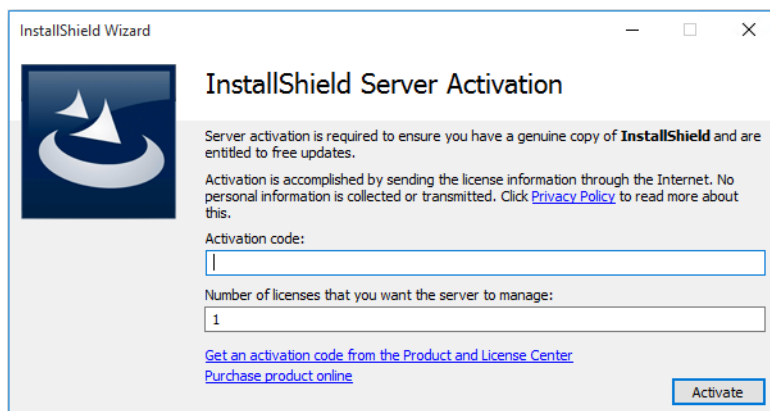 InstallShield Wizard
InstallShield Server Activation
Server activation is required to ensure you have a genuine copy of InstallShield and are
entitled to free updates.
Activation is accomplished by sending the license information through the Internet. No
personal information is collected or transmitted. Click Privacy Policy to read more about
this.
Activation code:
Number of licenses that you want the server to manage:
1
Get an activation code from the Product and License Center
Purchase product online
Activate